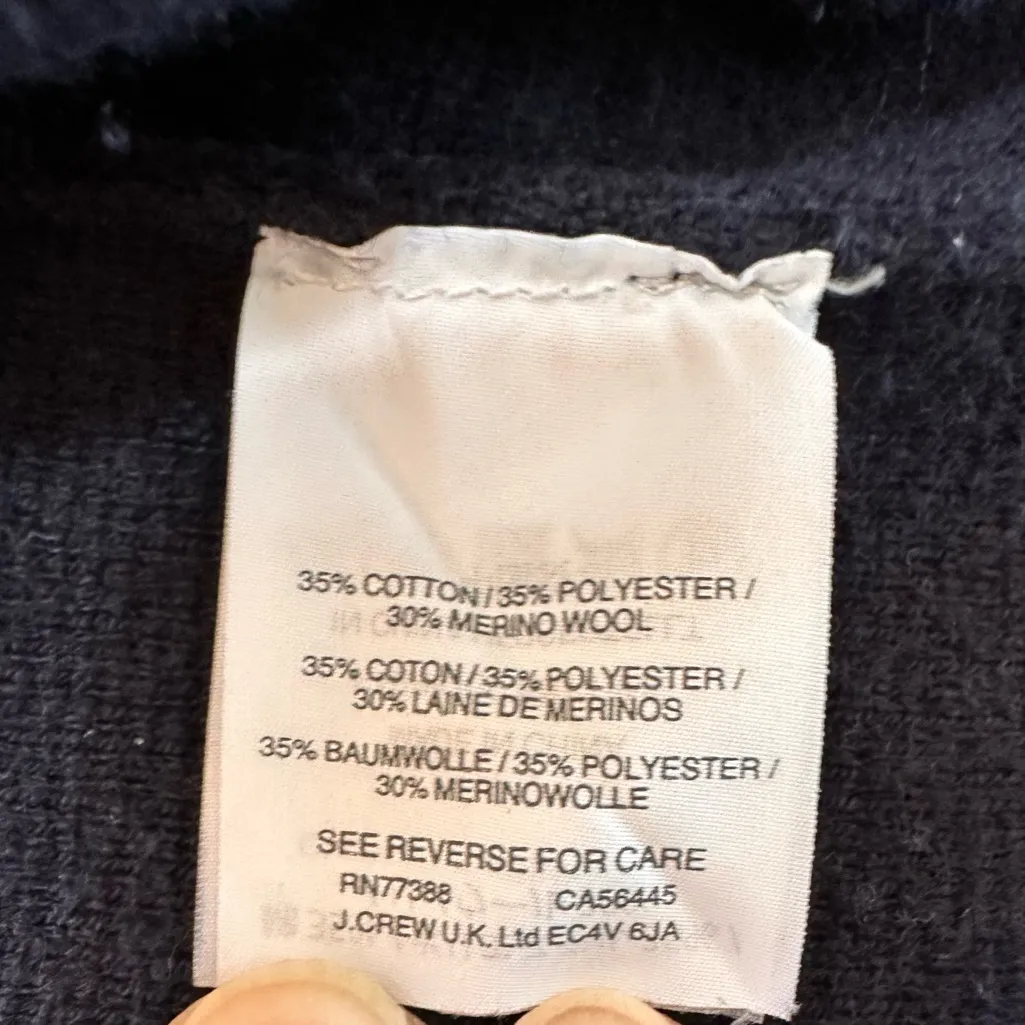 35% COTTON / 35% POLYESTER /
30% MERINO WOOL
35% COTON / 35% POLYESTER /
30% LAINE DE MERINOS
35% BAUMWOLLE / 35% POLYESTER /
30% MERINOWOLLE
SEE REVERSE FOR CARE
RN77388 CA56445
J.CREW U.K. Ltd EC4V 6JA